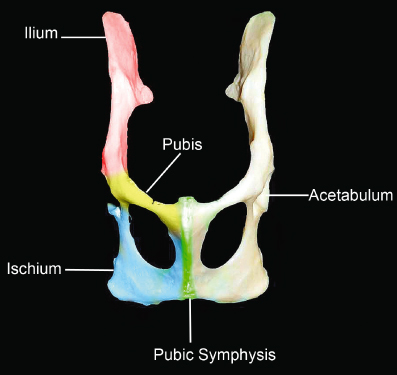 Ilium
Pubis
Acetabulum
Ischium
Pubic Symphysis